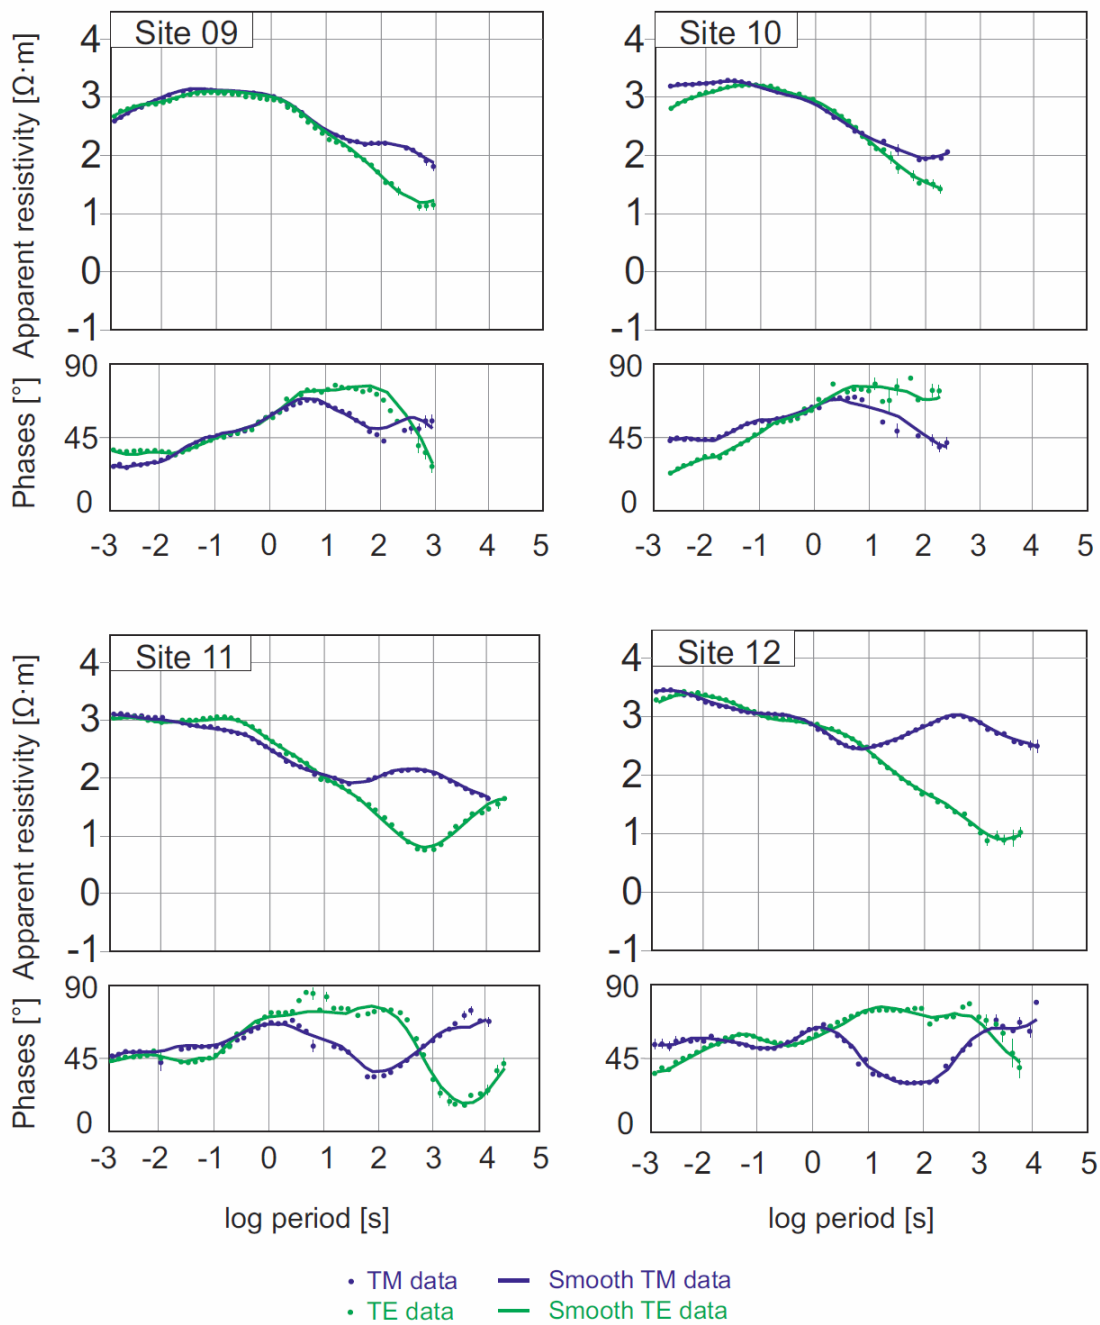 Site 09
Site 10
Apparent resistivity [Ω·m]
4
3
2
1
0
-1
4
3
2
1
0
-1
Phases [°]
90
45
0
90
45
0
-3 -2 -1 0 1 2 3 4 5
-3 -2 -1 0 1 2 3 4 5
Site 11
Site 12
Apparent resistivity [Ω·m]
4
3
2
1
0
-1
4
3
2
1
0
-1
Phases [°]
90
45
0
90
45
0
-3 -2 -1 0 1 2 3 4 5
-3 -2 -1 0 1 2 3 4 5
log period [s]
log period [s]
TM data
Smooth TM data
TE data
Smooth TE data